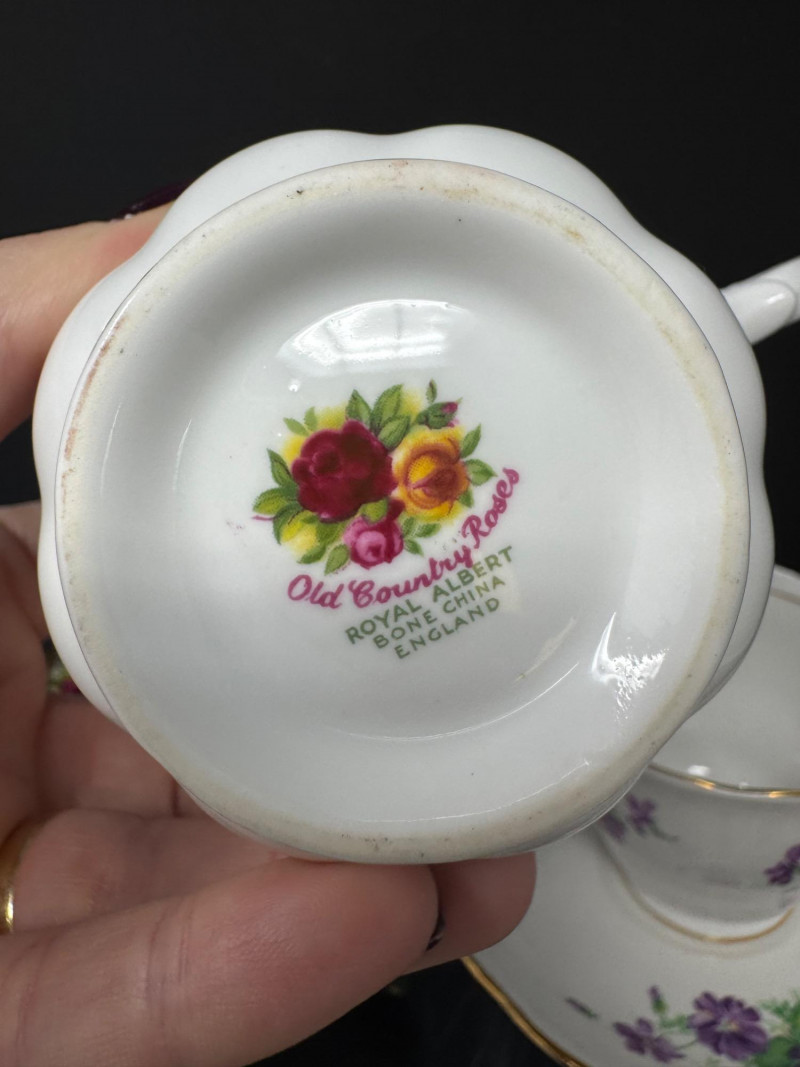 Old Country Roses
ROYAL ALBERT
BONE CHINA
ENGLAND